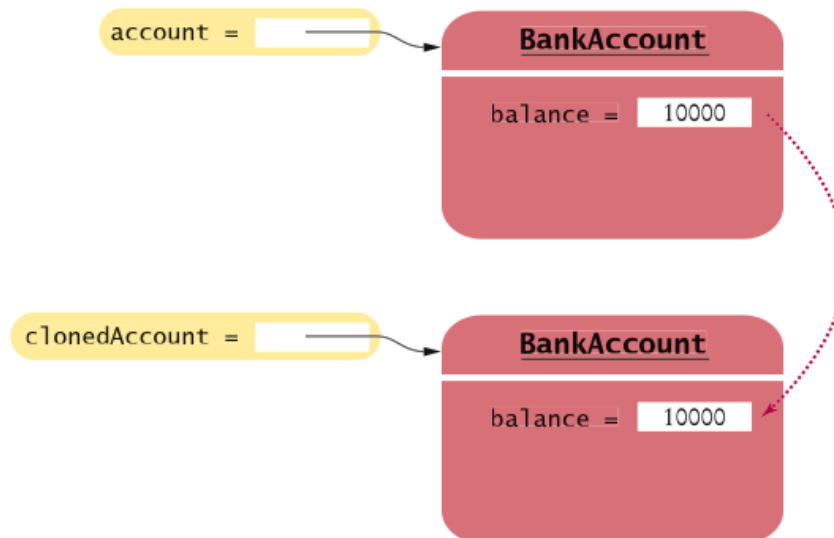 account =
BankAccount
balance = 10000
clonedAccount =
BankAccount
balance = 10000